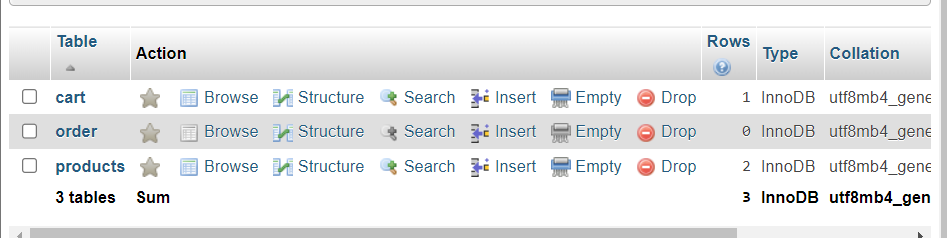 Table Action Rows Type Collation
cart Browse Structure Search Insert Empty Drop 1 InnoDB utf8mb4_gene
order Browse Structure Search Insert Empty Drop 0 InnoDB utf8mb4_gene
products Browse Structure Search Insert Empty Drop 2 InnoDB utf8mb4_gene
3 tables Sum 3 InnoDB utf8mb4_gen